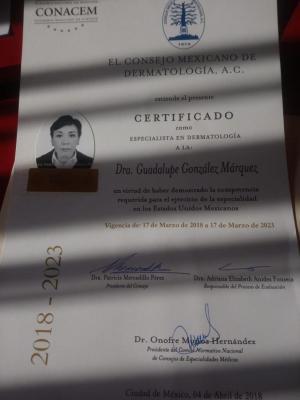 CONACEM
1974
EL CONSEJO MEXICANO DE
DERMATOLOGÍA, A.C.
extiende el presente
CERTIFICADO
como
ESPECIALISTA EN DERMATOLOGÍA
A LA:
Dra. Guadalupe González Márquez
en virtud de haber demostrado la competencia
requerida para el ejercicio de la especialidad
en los Estados Unidos Mexicanos
Vigencia de: 17 de Marzo de 2018 a 17 de Marzo de 2023
2018 - 2023
Dra. Patricia Mercadillo Pérez
Presidente del Consejo
Dra. Adriana Elizabeth Anides Fonseca
Responsable del Proceso de Evaluación
Dr. Onofre Muñoz Hernández
Presidente del Comité Normativo Nacional
de Consejos de Especialidades Médicas
Ciudad de México, 04 de Abril de 2018